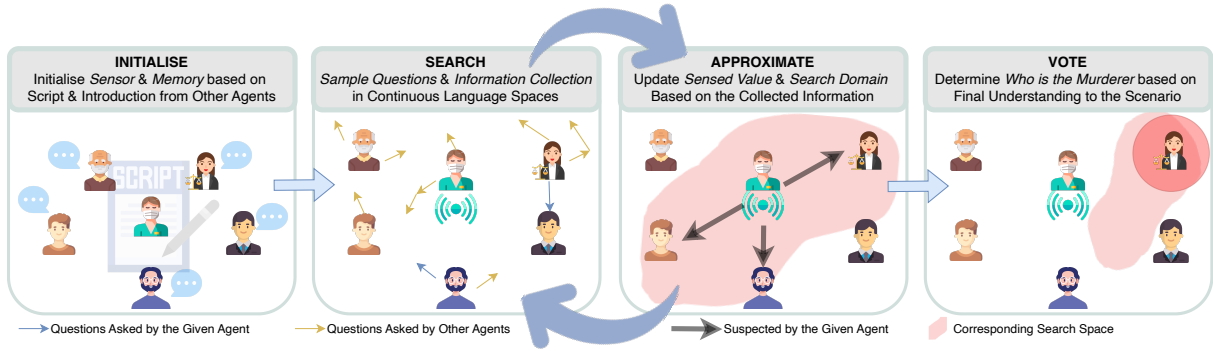 INITIALISE
Initialise Sensor & Memory based on
Script & Introduction from Other Agents
SCRIPT
SEARCH
Sample Questions & Information Collection
in Continuous Language Spaces
APPROXIMATE
Update Sensed Value & Search Domain
Based on the Collected Information
VOTE
Determine Who is the Murderer based on
Final Understanding to the Scenario
Questions Asked by the Given Agent
Questions Asked by Other Agents
Suspected by the Given Agent
Corresponding Search Space